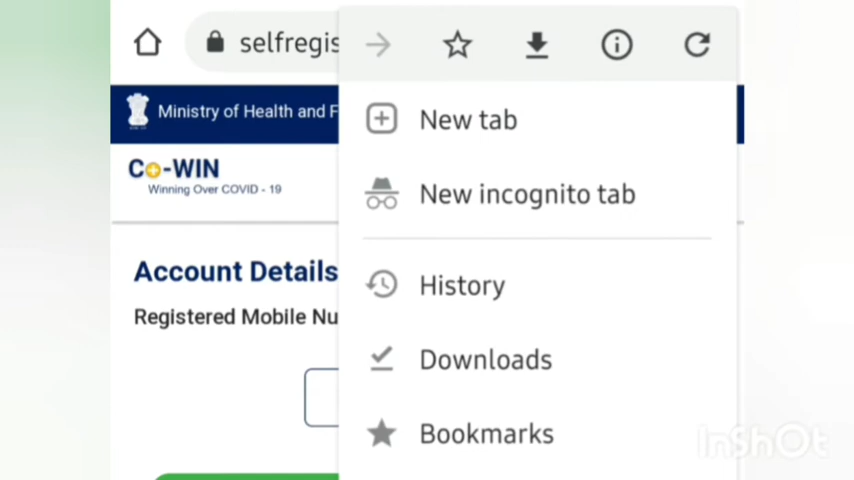 selfregis
Ministry of Health and F
Co-WIN
Winning Over COVID - 19
Account Details
Registered Mobile Nu
New tab
New incognito tab
History
Downloads
Bookmarks
InShOt